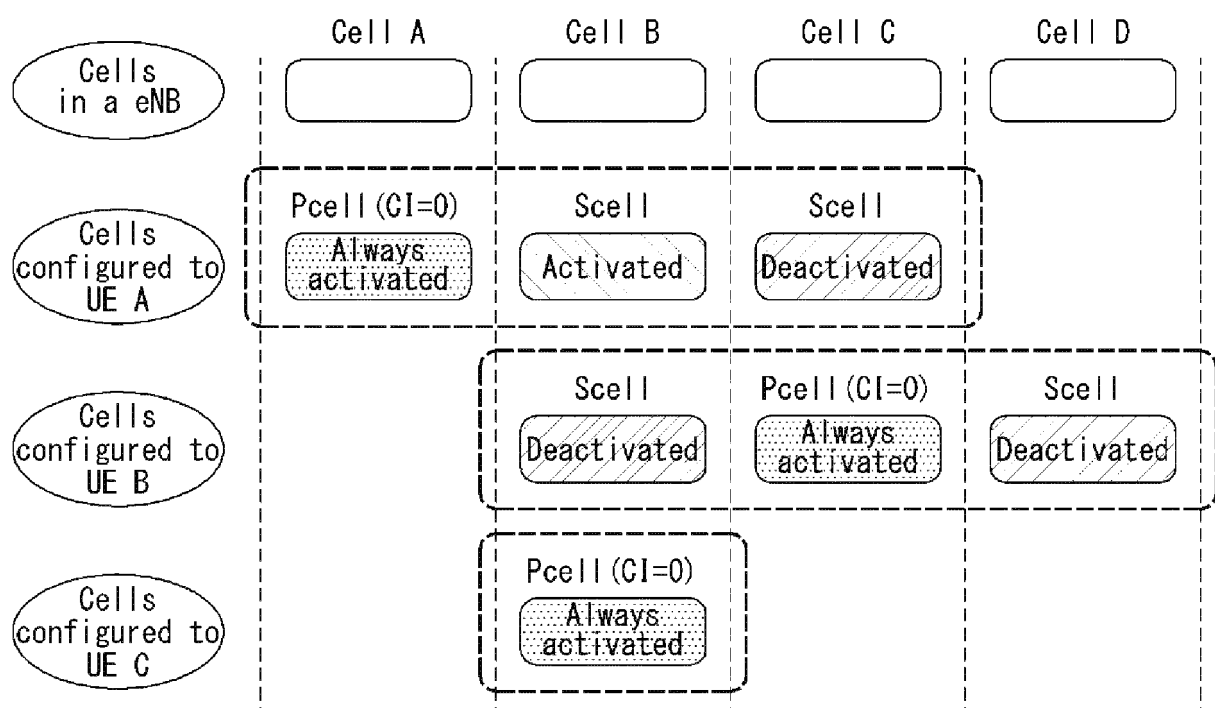 Cell A
Cell B
Cell C
Cell D
Cells
in a eNB
Pcell(CI=0)
Scell
Scell
Cells
configured to
UE A
Always
activated
Activated
Deactivated
Scell
Pcell(CI=0)
Scell
Cells
configured to
UE B
Deactivated
Always
activated
Deactivated
Pcell(CI=0)
Cells
configured to
UE C
Always
activated